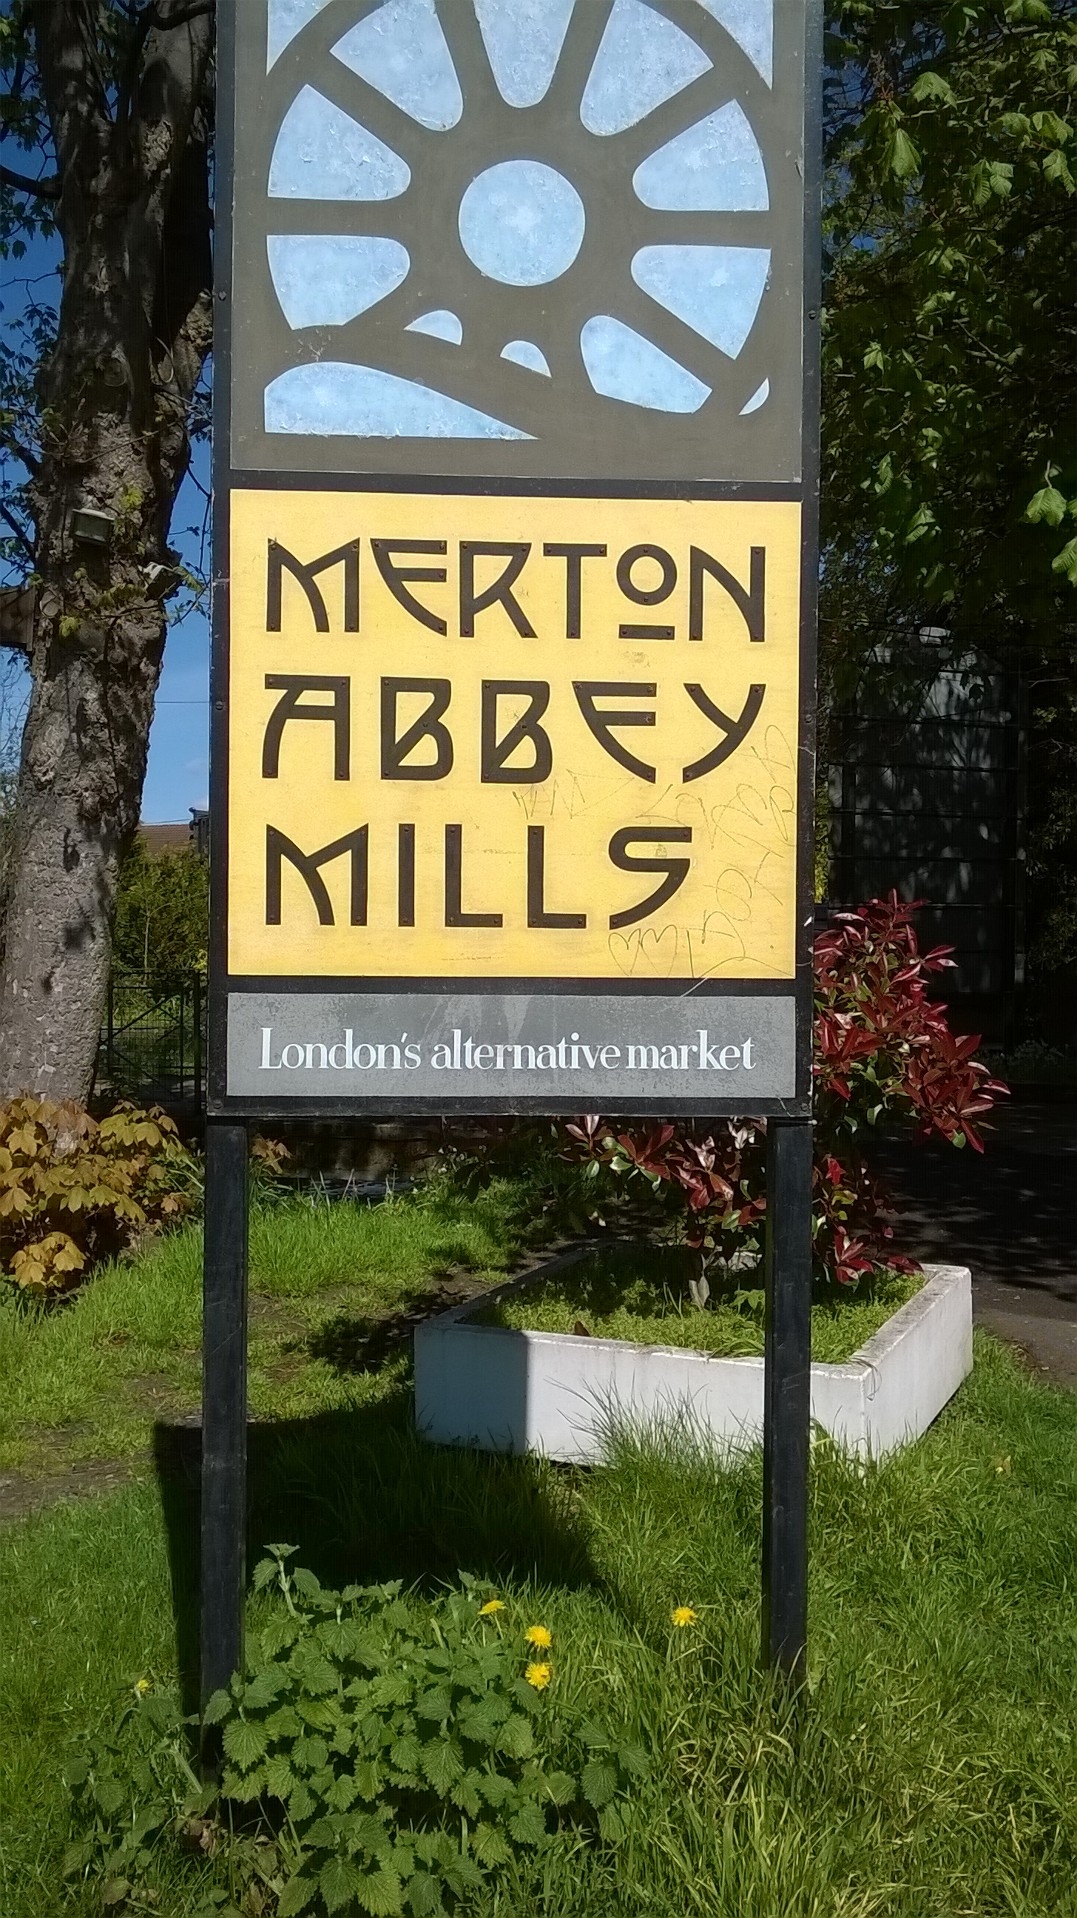 MERTON
ABBEY
MILLS
London's alternative market